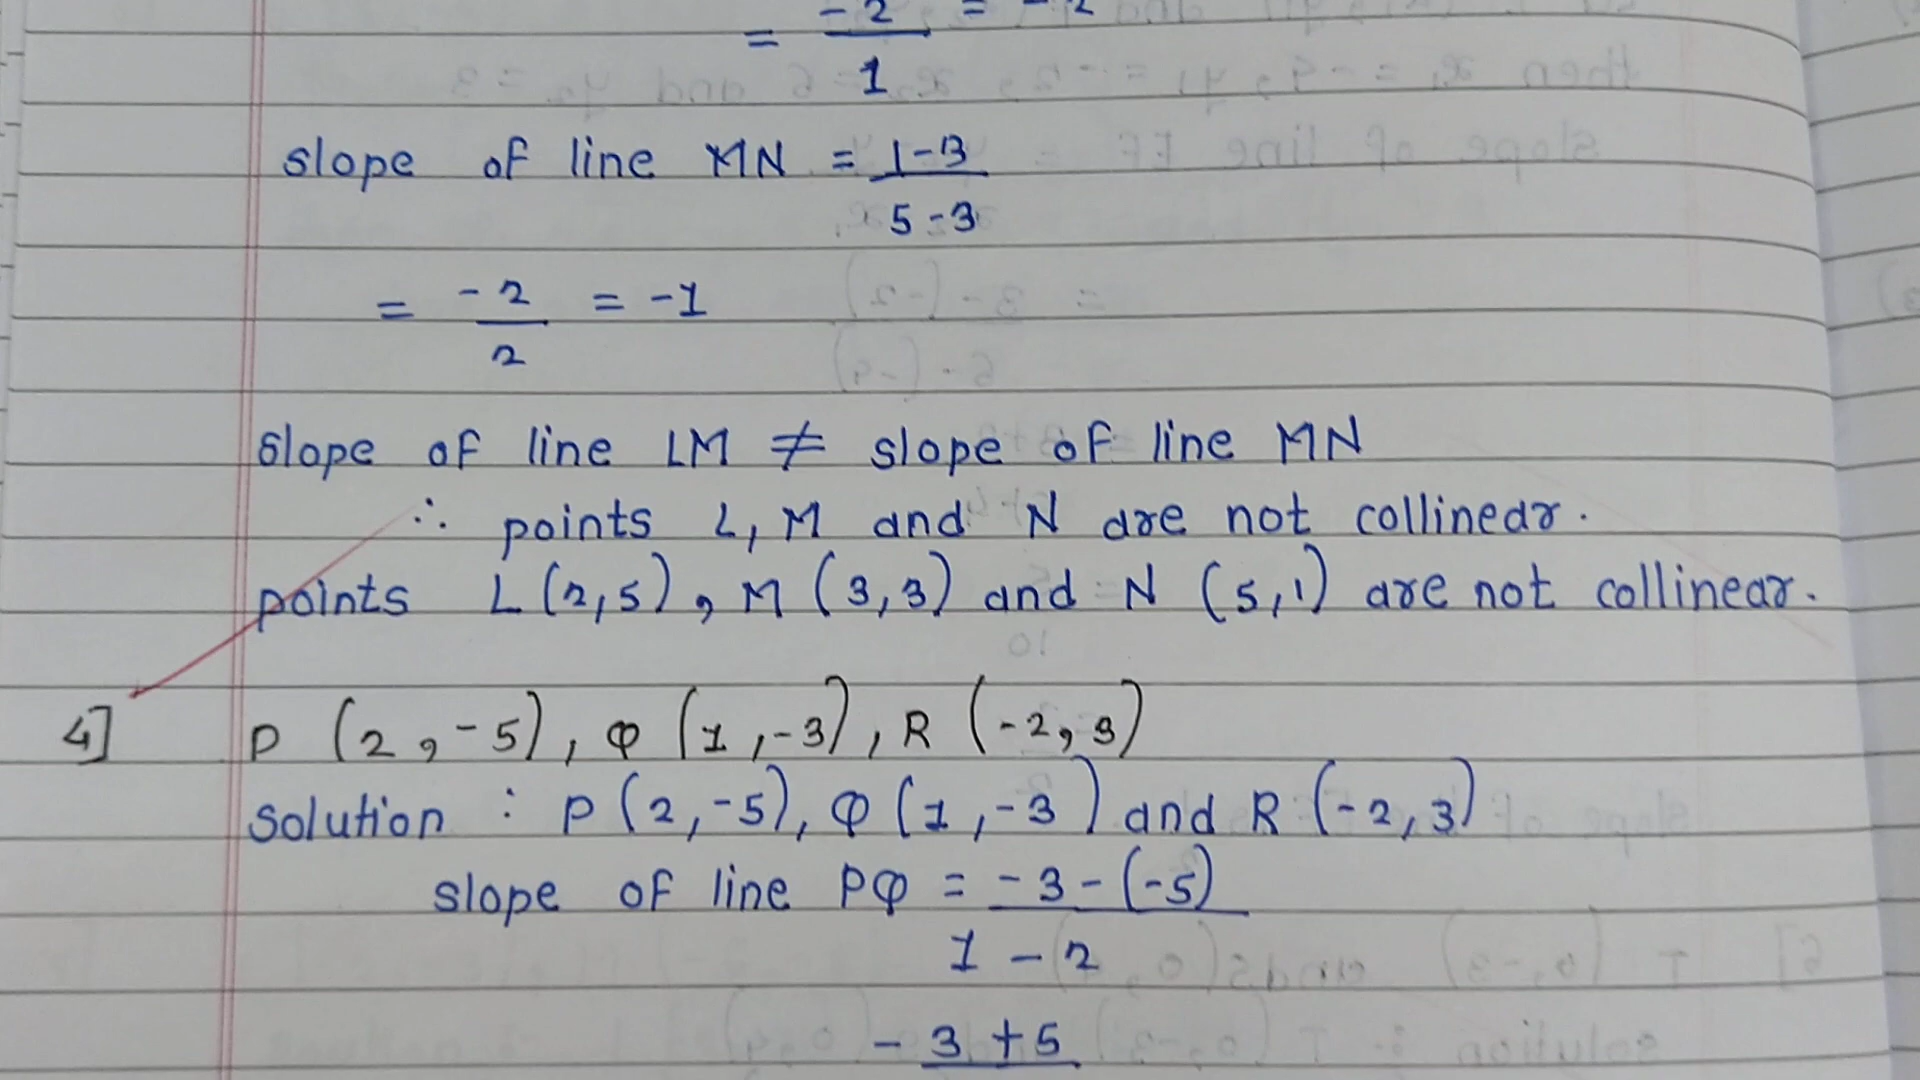 = -2/1 = -2
slope of line MN = 1-3/5-3
= -2/2 = -1
slope of line LM ≠ slope of line MN
∴ points L, M and N are not collinear.
points L (2,5), M (3,3) and N (5,1) are not collinear.
4] P (2, -5), Q (1, -3), R (-2, 3)
solution : P (2, -5), Q (1, -3) and R (-2, 3)
slope of line PQ = -3-(-5)/1-2
-3+5